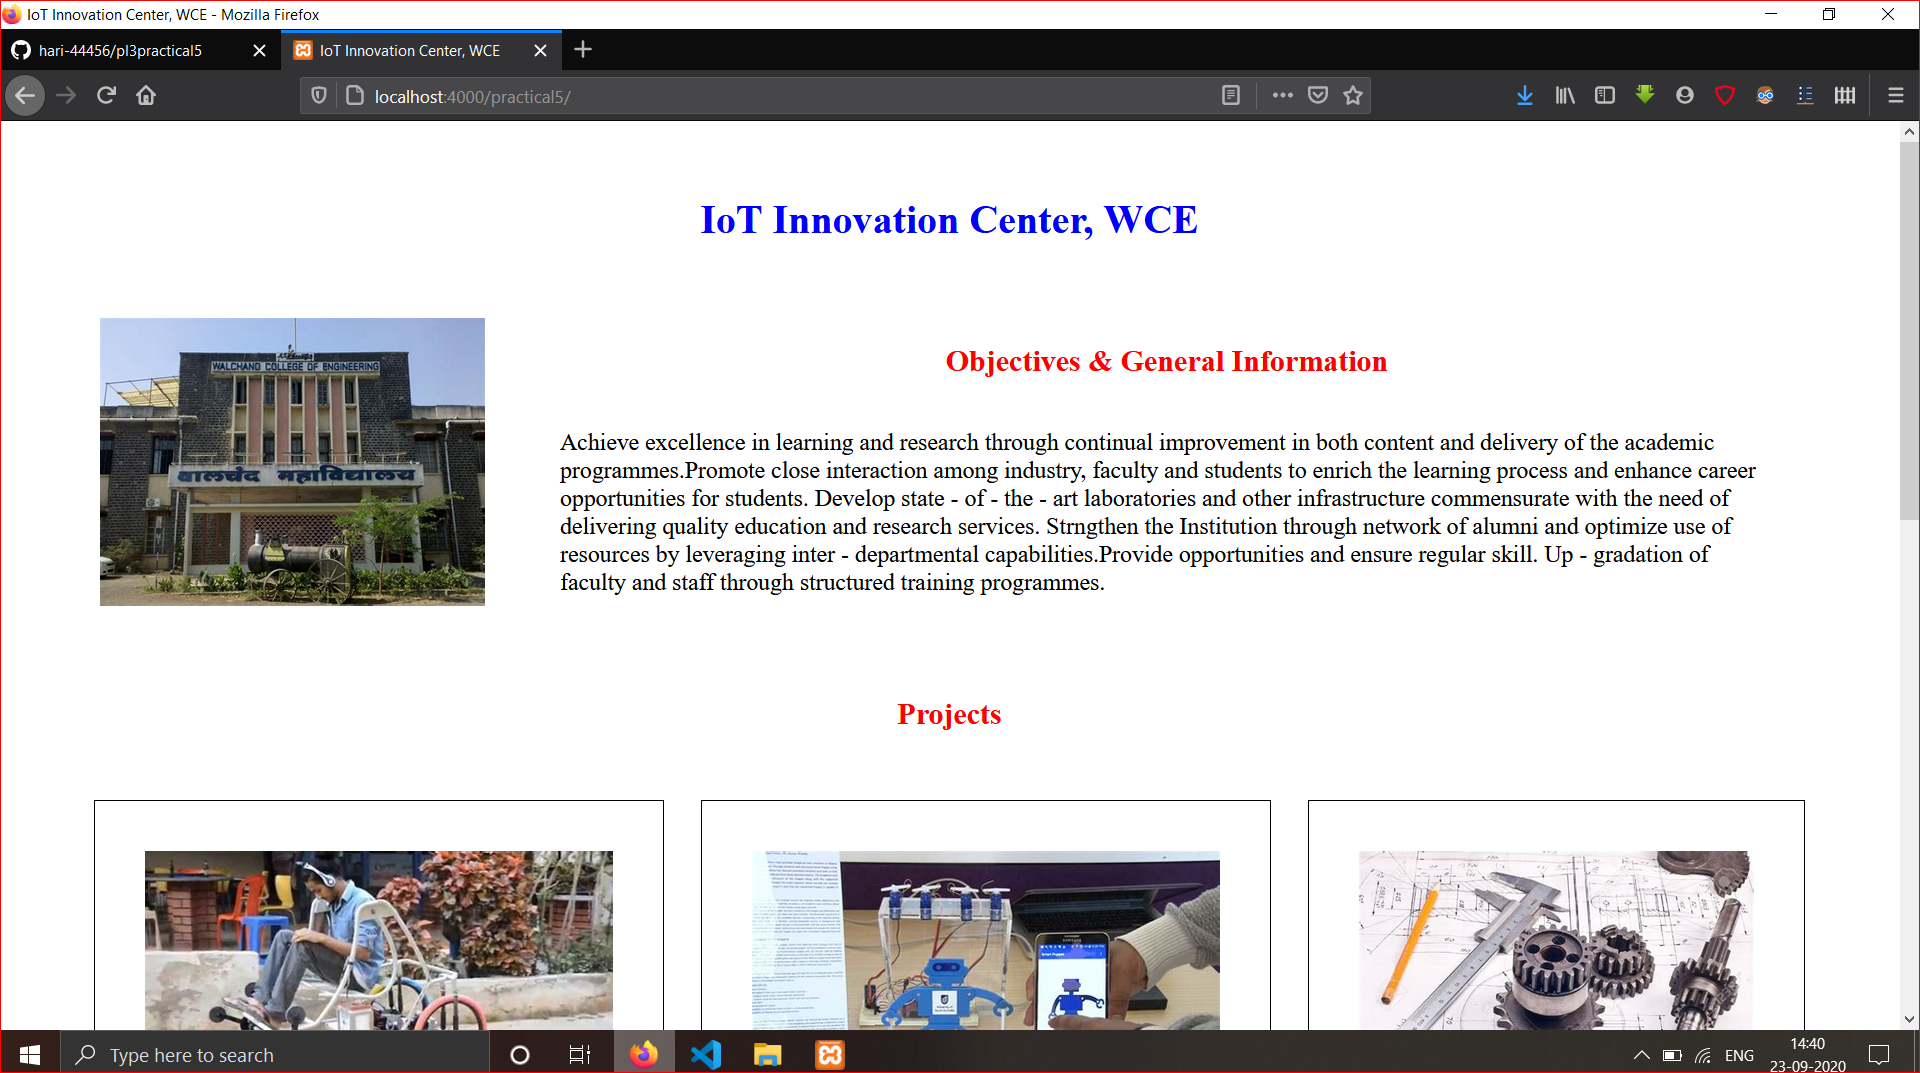 IoT Innovation Center, WCE - Mozilla Firefox
hari-44456/pl3practical5
IoT Innovation Center, WCE
localhost:4000/practical5/
IoT Innovation Center, WCE
WALCHAND COLLEGE OF ENGINEERING
वालचंद महाविद्यालय
Objectives & General Information
Achieve excellence in learning and research through continual improvement in both content and delivery of the academic
programmes.Promote close interaction among industry, faculty and students to enrich the learning process and enhance career
opportunities for students. Develop state - of - the - art laboratories and other infrastructure commensurate with the need of
delivering quality education and research services. Strngthen the Institution through network of alumni and optimize use of
resources by leveraging inter - departmental capabilities.Provide opportunities and ensure regular skill. Up - gradation of
faculty and staff through structured training programmes.
Projects
Smart Puppet
Type here to search
ENG
14:40
23-09-2020